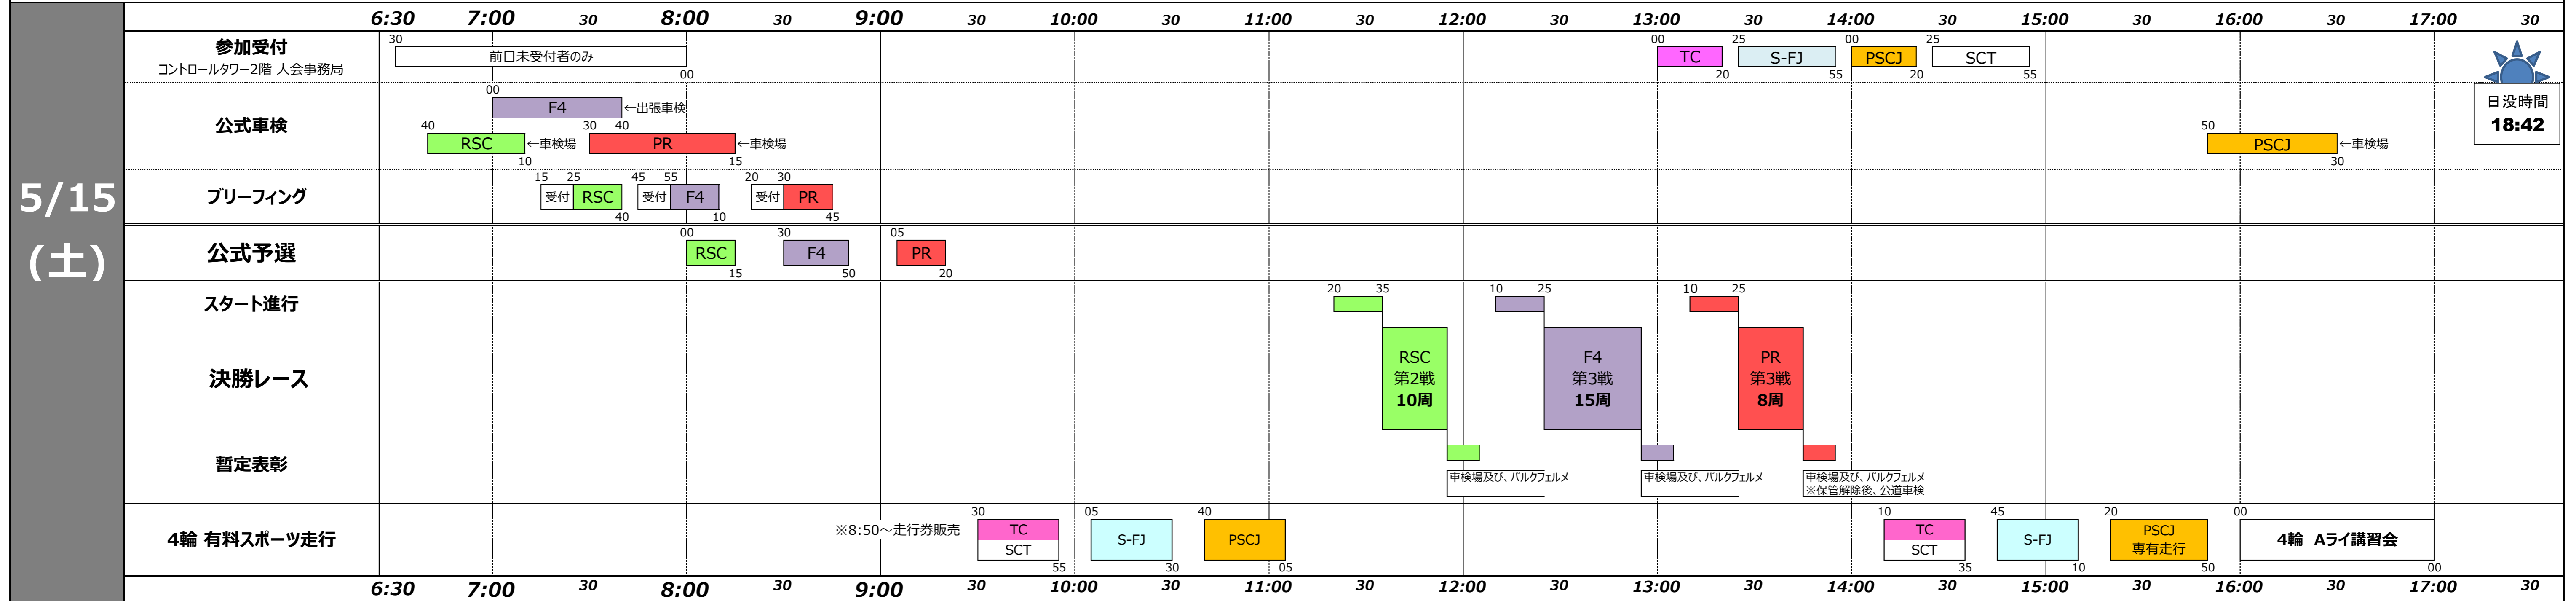 6:30 7:00 30 8:00 30 9:00 30 10:00 30 11:00 30 12:00 30 13:00 30 14:00 30 15:00 30 16:00 30 17:00 30
5/15
(土)
参加受付
コントロールタワー2階 大会事務局
30 00 25 00 25
前日未受付者のみ TC S-FJ PSCJ SCT
00 20 55 20 55
日没時間
18:42
公式車検
00
F4 ←出張車検
40 30 40 50
RSC ←車検場 PR ←車検場 PSCJ ←車検場
10 15 30
ブリーフィング
15 25 45 55 20 30
受付 RSC 受付 F4 受付 PR
40 10 45
公式予選
00 30 05
RSC F4 PR
15 50 20
スタート進行
20 35 10 25 10 25
決勝レース
RSC
第2戦
10周
F4
第3戦
15周
PR
第3戦
8周
暫定表彰
車検場及び、パルクフェルメ
車検場及び、パルクフェルメ
車検場及び、パルクフェルメ
※保管解除後、公道車検
4輪 有料スポーツ走行
※8:50~走行券販売
30 05 40 10 45 20 00
TC
SCT
S-FJ
PSCJ
TC
SCT
S-FJ
PSCJ
専有走行
4輪 Aライ講習会
55 30 05 35 10 50 00
6:30 7:00 30 8:00 30 9:00 30 10:00 30 11:00 30 12:00 30 13:00 30 14:00 30 15:00 30 16:00 30 17:00 30